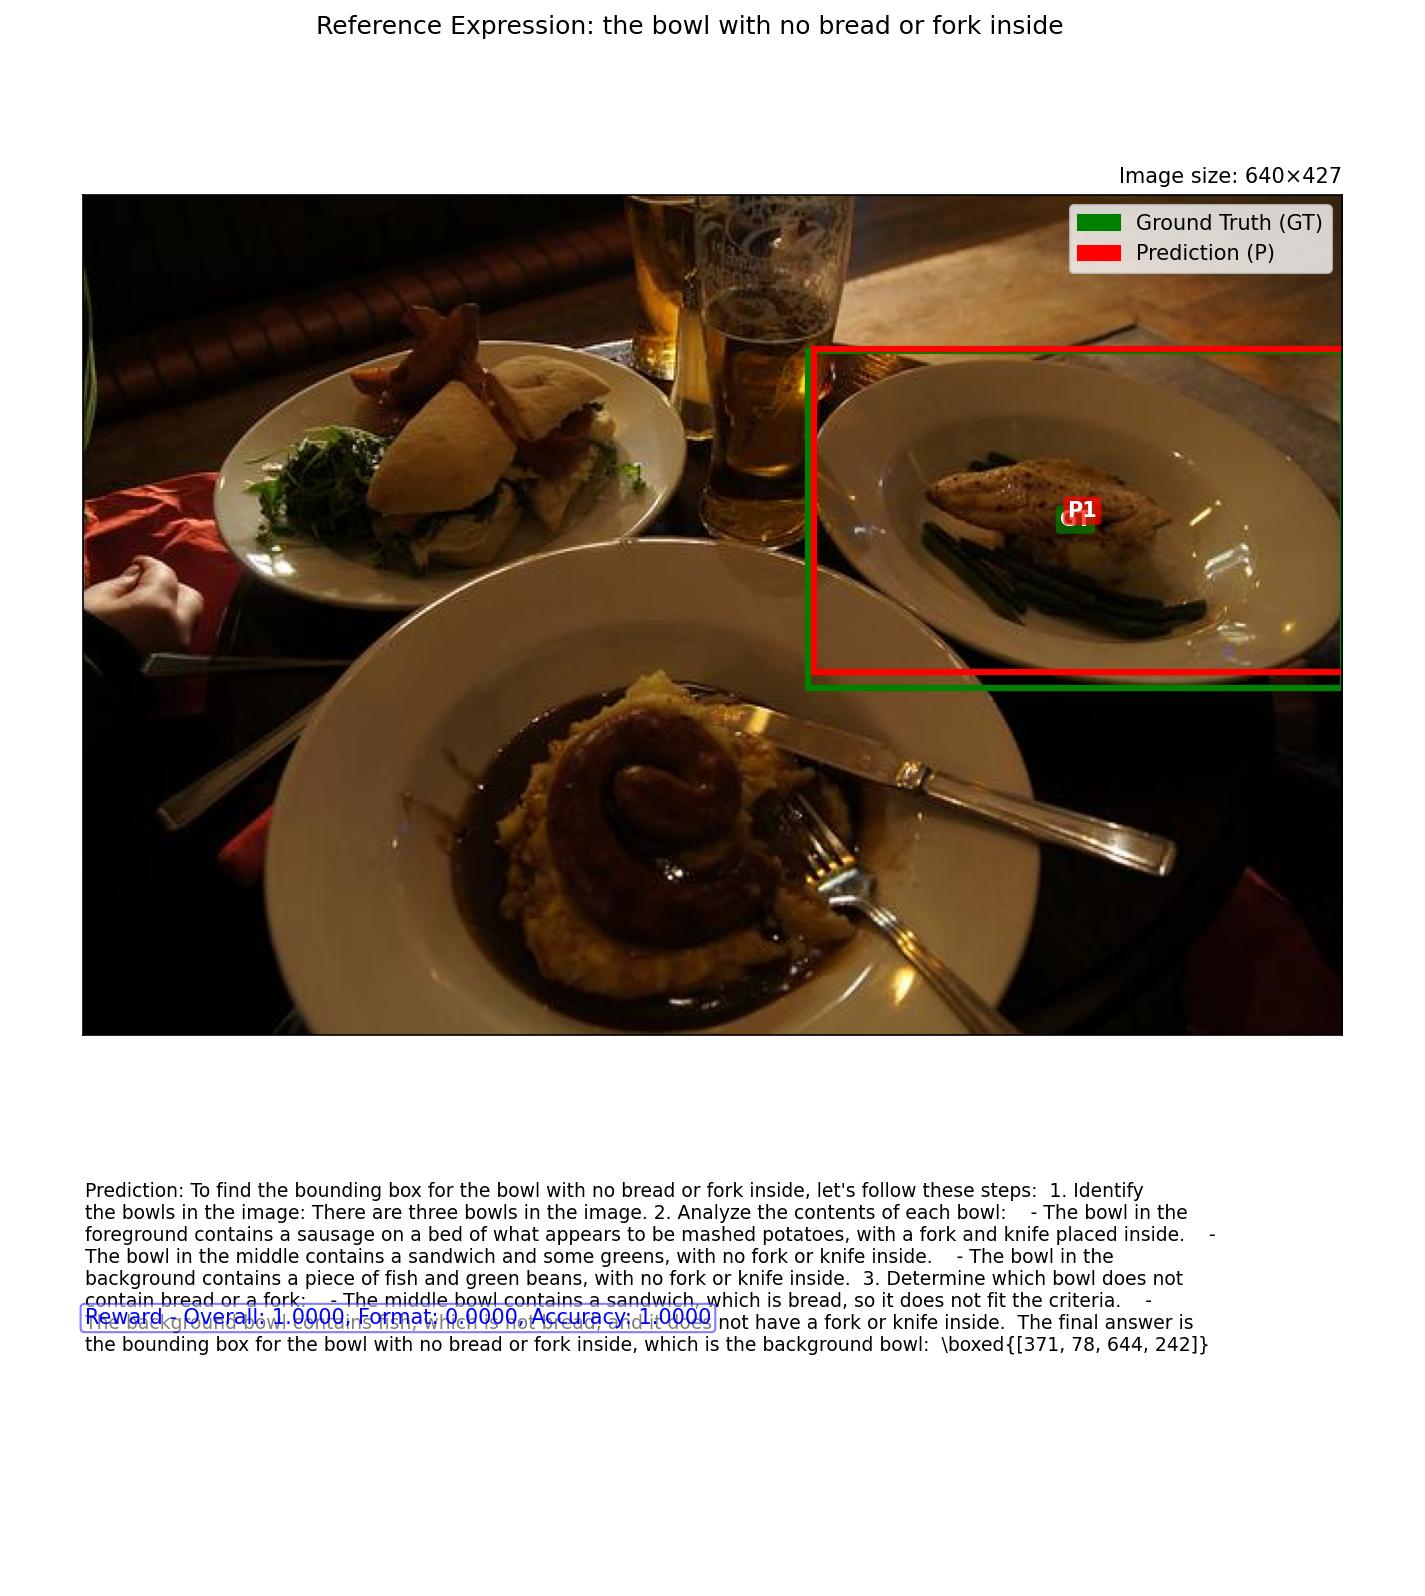 Reference Expression: the bowl with no bread or fork inside
Image size: 640×427
Ground Truth (GT)
Prediction (P)
P1
GT
Prediction: To find the bounding box for the bowl with no bread or fork inside, let's follow these steps:  1. Identify
the bowls in the image: There are three bowls in the image. 2. Analyze the contents of each bowl:    - The bowl in the
foreground contains a sausage on a bed of what appears to be mashed potatoes, with a fork and knife placed inside.    -
The bowl in the middle contains a sandwich and some greens, with no fork or knife inside.    - The bowl in the
background contains a piece of fish and green beans, with no fork or knife inside.  3. Determine which bowl does not
contain bread or a fork:    - The middle bowl contains a sandwich, which is bread, so it does not fit the criteria.    -
Reward - Overall: 1.0000, Format: 0.0000, Accuracy: 1.0000
The background bowl contains fish, which is not bread, and it does not have a fork or knife inside.  The final answer is
the bounding box for the bowl with no bread or fork inside, which is the background bowl:  \boxed{[371, 78, 644, 242]}